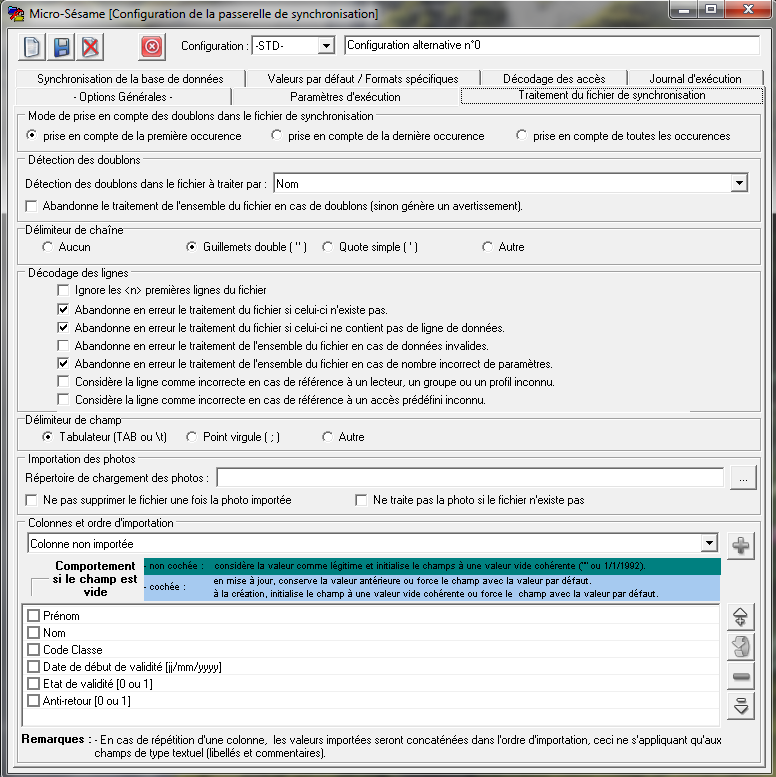 Micro-Sésame [Configuration de la passerelle de synchronisation]
Configuration : -STD- Configuration alternative n°0
Synchronisation de la base de données Valeurs par défaut / Formats spécifiques Décodage des accès Journal d'exécution
- Options Générales - Paramètres d'exécution Traitement du fichier de synchronisation
Mode de prise en compte des doublons dans le fichier de synchronisation
prise en compte de la première occurence prise en compte de la dernière occurence prise en compte de toutes les occurences
Détection des doublons
Détection des doublons dans le fichier à traiter par : Nom
Abandonne le traitement de l'ensemble du fichier en cas de doublons (sinon génère un avertissement).
Délimiteur de chaîne
Aucun Guillemets double ( " ) Quote simple ( ' ) Autre
Décodage des lignes
Ignore les <n> premières lignes du fichier
Abandonne en erreur le traitement du fichier si celui-ci n'existe pas.
Abandonne en erreur le traitement du fichier si celui-ci ne contient pas de ligne de données.
Abandonne en erreur le traitement de l'ensemble du fichier en cas de données invalides.
Abandonne en erreur le traitement de l'ensemble du fichier en cas de nombre incorrect de paramètres.
Considère la ligne comme incorrecte en cas de référence à un lecteur, un groupe ou un profil inconnu.
Considère la ligne comme incorrecte en cas de référence à un accès prédéfini inconnu.
Délimiteur de champ
Tabulateur (TAB ou \t) Point virgule ( ; ) Autre
Importation des photos
Répertoire de chargement des photos : ...
Ne pas supprimer le fichier une fois la photo importée Ne traite pas la photo si le fichier n'existe pas
Colonnes et ordre d'importation
Colonne non importée
Comportement si le champ est vide
- non cochée : considère la valeur comme légitime et initialise le champs à une valeur vide cohérente ("" ou 1/1/1992).
- cochée : en mise à jour, conserve la valeur antérieure ou force le champ avec la valeur par défaut.
à la création, initialise le champ à une valeur vide cohérente ou force le champ avec la valeur par défaut.
Prénom
Nom
Code Classe
Date de début de validité [jj/mm/yyyy]
Etat de validité [0 ou 1]
Anti-retour [0 ou 1]
Remarques : - En cas de répétition d'une colonne, les valeurs importées seront concaténées dans l'ordre d'importation, ceci ne s'appliquant qu'aux
champs de type textuel (libellés et commentaires).